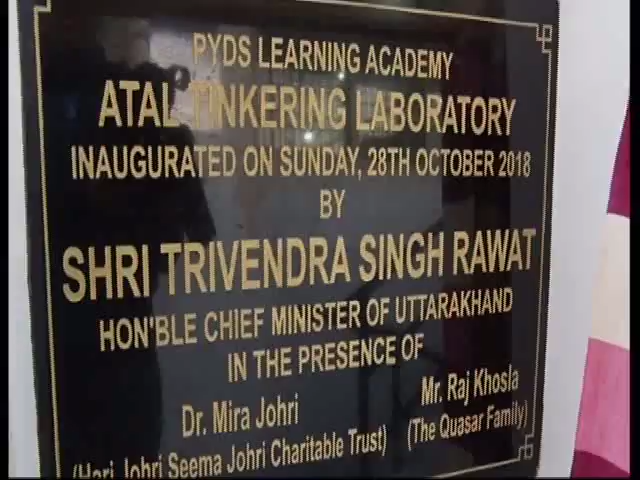 PYDS LEARNING ACADEMY
ATAL TINKERING LABORATORY
INAUGURATED ON SUNDAY, 28TH OCTOBER 2018
BY
SHRI TRIVENDRA SINGH RAWAT
HON'BLE CHIEF MINISTER OF UTTARAKHAND
IN THE PRESENCE OF
Dr. Mira Johri
(Hari Johri Seema Johri Charitable Trust)
Mr. Raj Khosla
(The Quasar Family)